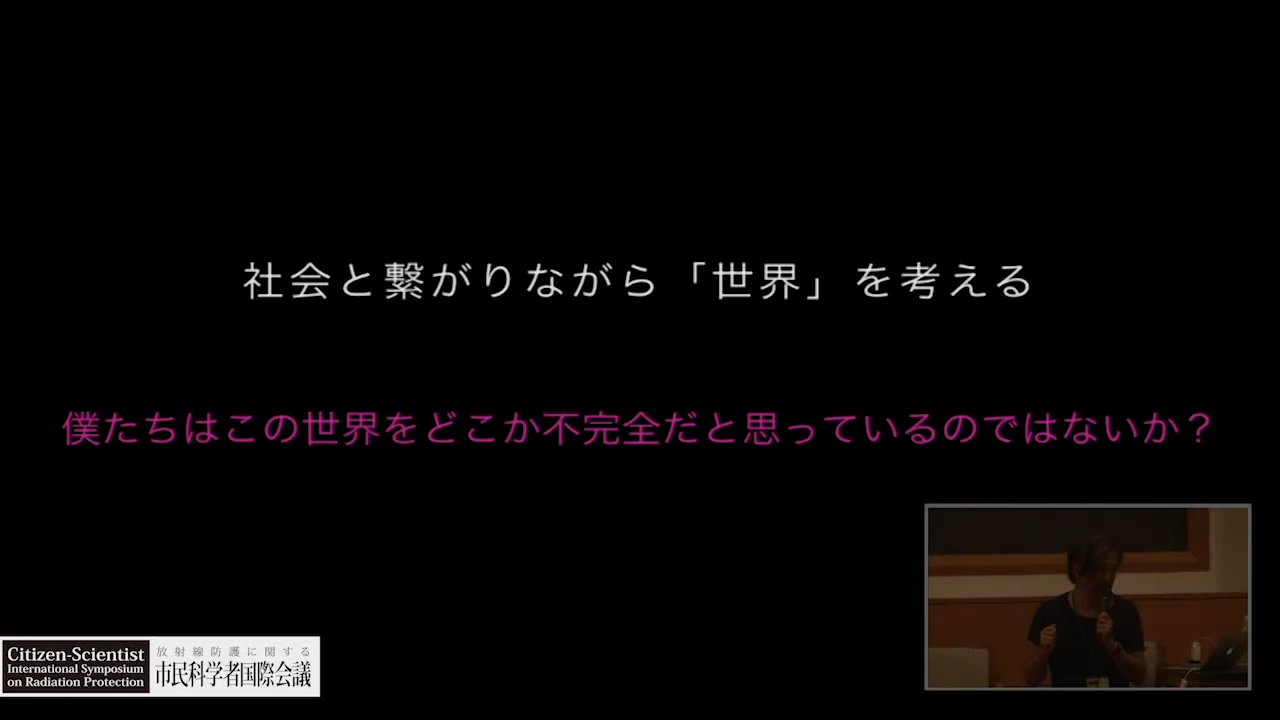 社会と繋がりながら「世界」を考える
僕たちはこの世界をどこか不完全だと思っているのではないか？
Citizen-Scientist
International Symposium
on Radiation Protection
放射線防護に関する
市民科学者国際会議